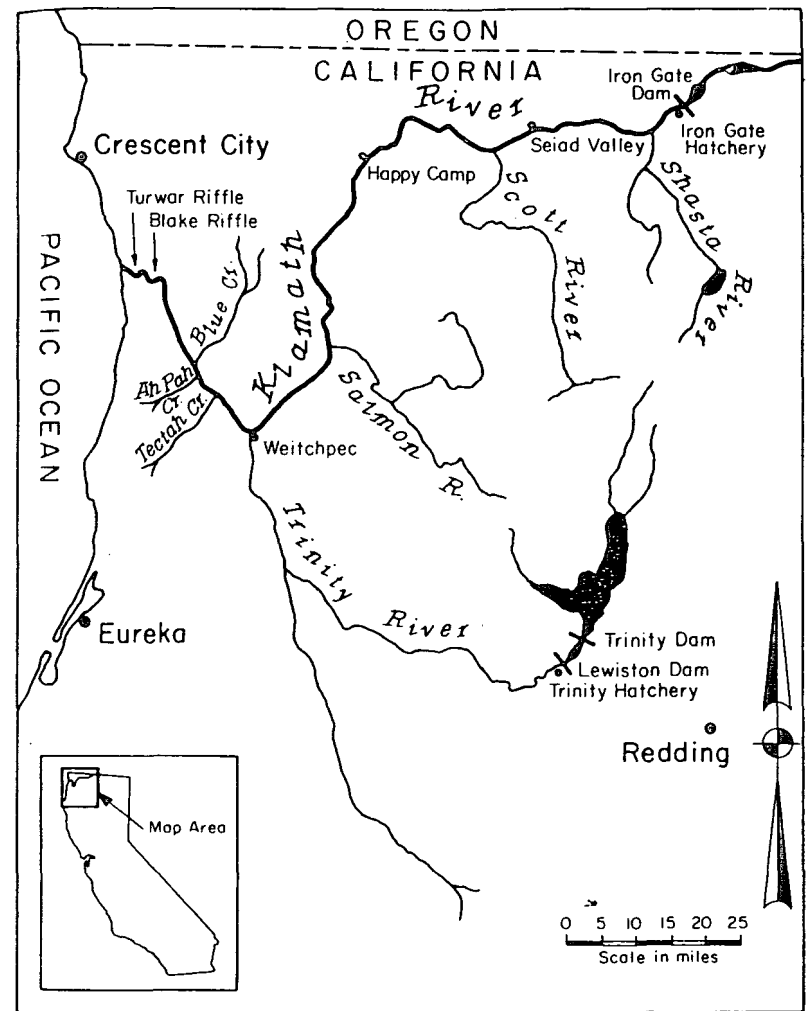 OREGON
CALIFORNIA
River
Iron Gate
Dam
Iron Gate
Hatchery
Crescent City
Seiad Valley
Happy Camp
Shasta
River
Scott
River
Turwar Riffle
Blake Riffle
PACIFIC OCEAN
Blue Cr.
Klamath
Ah Pah
Cr.
Tectah Cr.
Salmon
R.
Weitchpec
Trinity
River
Eureka
Trinity Dam
Lewiston Dam
Trinity Hatchery
Redding
Map Area
0 5 10 15 20 25
Scale in miles